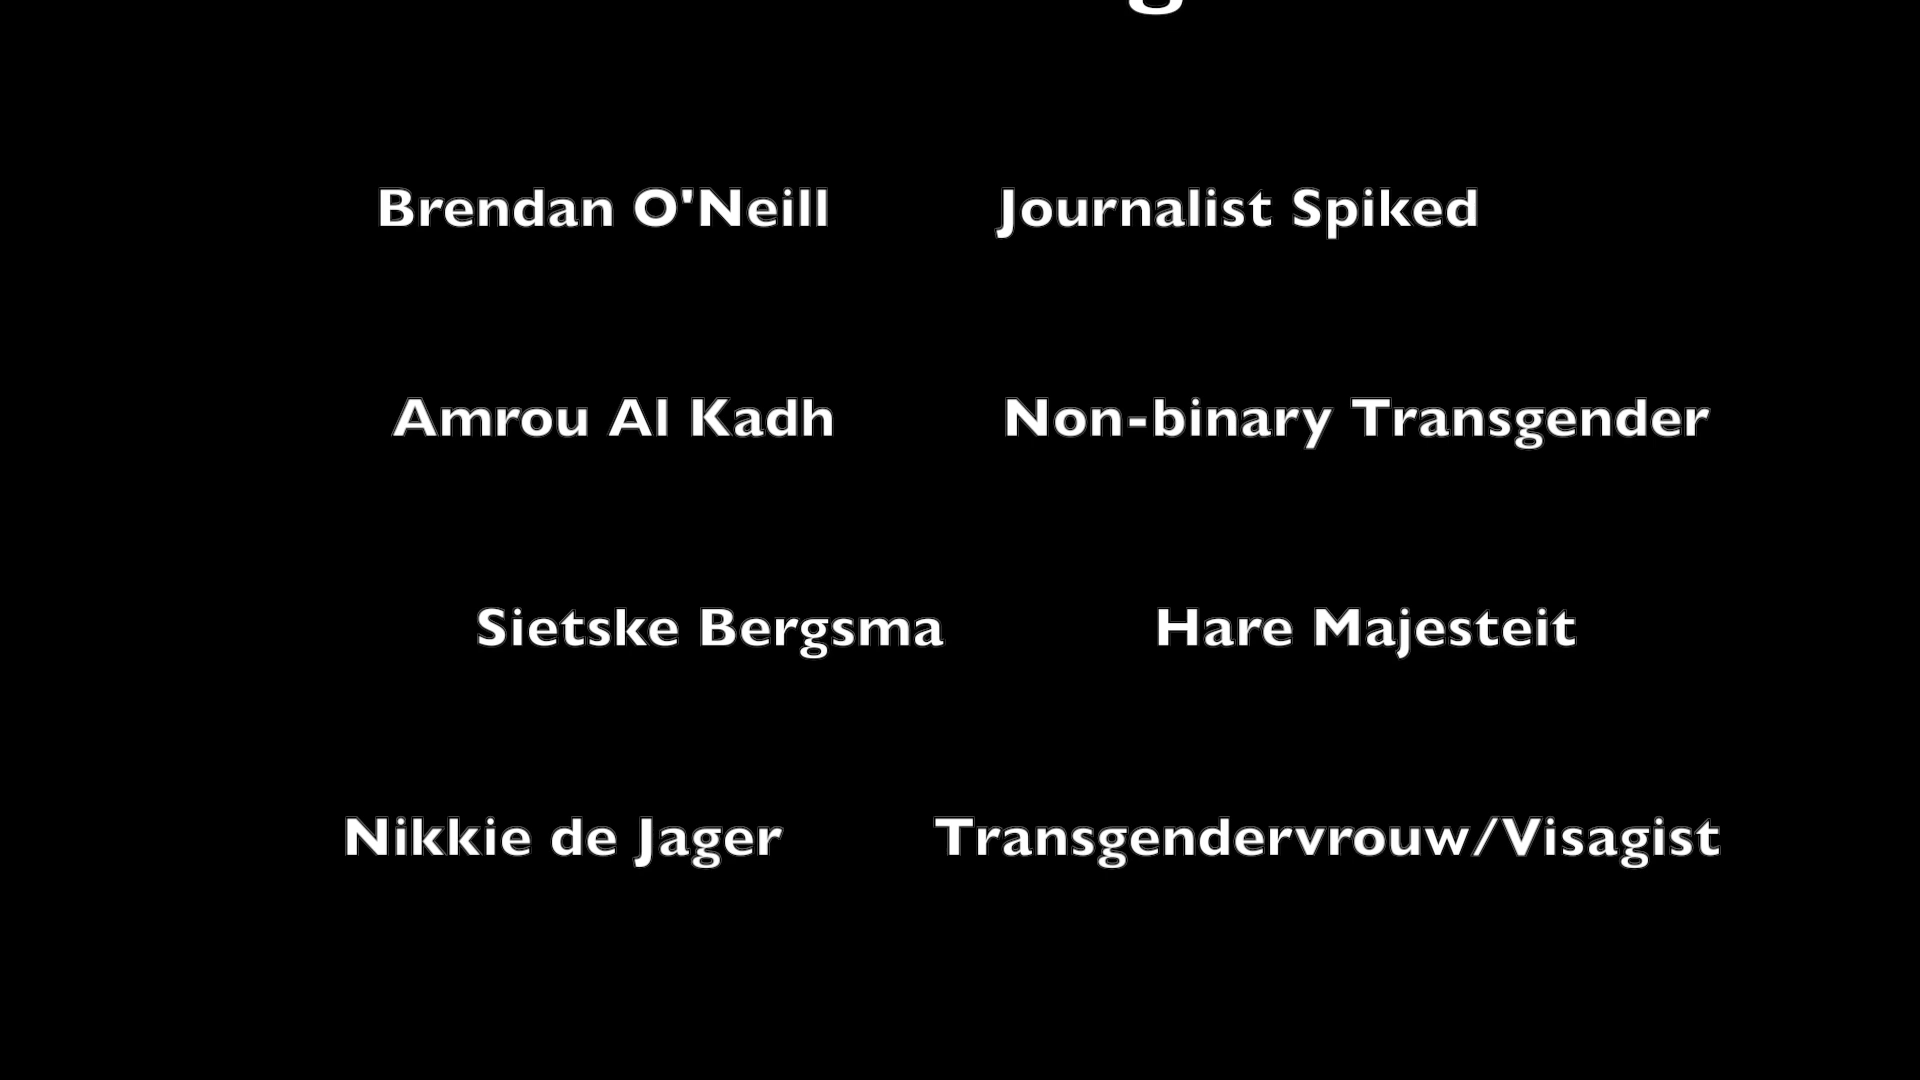 Brendan O'Neill Journalist Spiked
Amrou Al Kadh Non-binary Transgender
Sietske Bergsma Hare Majesteit
Nikkie de Jager Transgendervrouw/Visagist